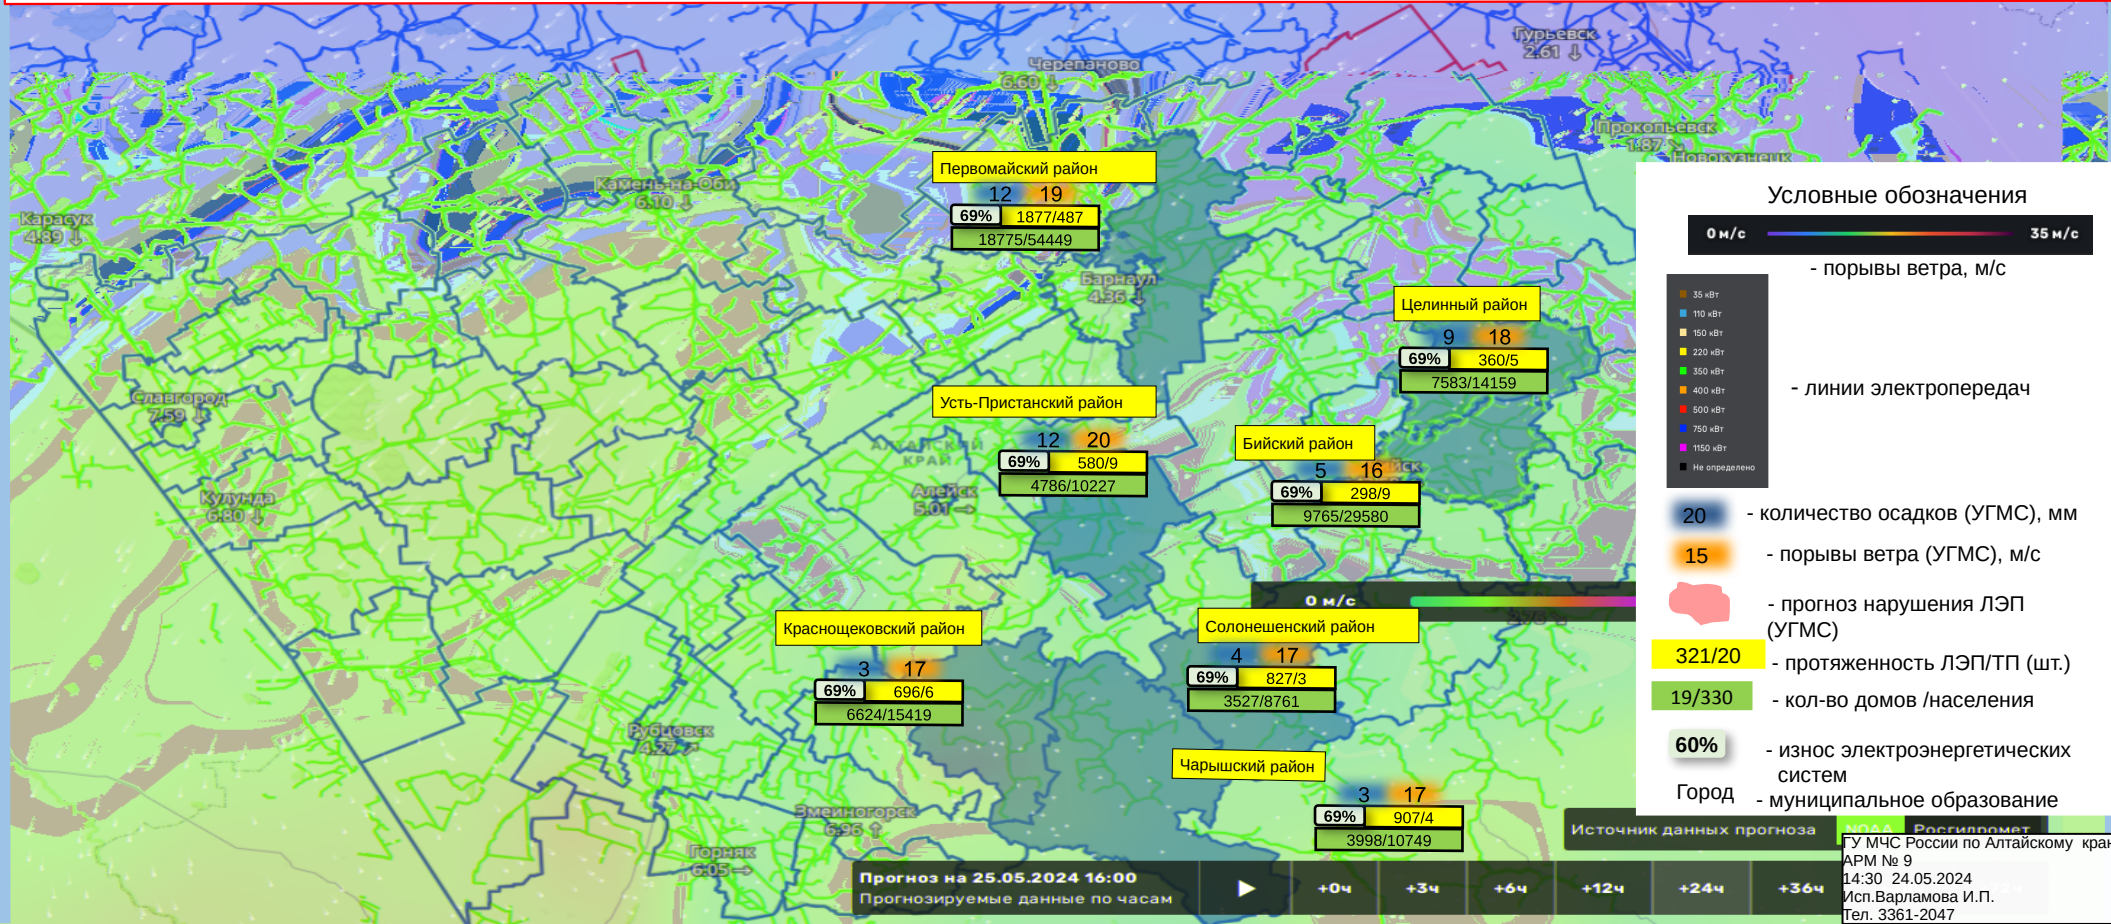 Гурьевск
2.61 ↓
Черепаново
6.60 ↓
Прокопьевск
1.87 ↘
Новокузнецк
Камень-на-Оби
6.10 ↓
Карасук
4.89 ↓
Первомайский район
12 19
69% 1877/487
18775/54449
Барнаул
4.36 ↓
Целинный район
9 18
69% 360/5
7583/14159
Славгород
7.59 ↓
Усть-Пристанский район
12 20
69% 580/9
4786/10227
АЛТАЙСКИЙ
КРАЙ
Бийский район
5 16
69% 298/9
9765/29580
Кулунда
6.80 ↓
Алейск
5.01 →
0 м/с
Краснощековский район
3 17
69% 696/6
6624/15419
Солонешенский район
4 17
69% 827/3
3527/8761
Рубцовск
4.27 ↗
Чарышский район
3 17
69% 907/4
3998/10749
Змеиногорск
6.96 ↑
Горняк
6.05 →
Условные обозначения
0 м/с 35 м/с
- порывы ветра, м/с
35 кВт
110 кВт
150 кВт
220 кВт
350 кВт
400 кВт
500 кВт
750 кВт
1150 кВт
Не определено
- линии электропередач
20 - количество осадков (УГМС), мм
15 - порывы ветра (УГМС), м/с
- прогноз нарушения ЛЭП
(УГМС)
321/20 - протяженность ЛЭП/ТП (шт.)
19/330 - кол-во домов /населения
60% - износ электроэнергетических
систем
Город - муниципальное образование
Источник данных прогноза NOAA Росгидромет
Прогноз на 25.05.2024 16:00
Прогнозируемые данные по часам
+0ч +3ч +6ч +12ч +24ч +36ч
ГУ МЧС России по Алтайскому кра
АРМ № 9
14:30 24.05.2024
Исп.Варламова И.П.
Тел. 3361-2047